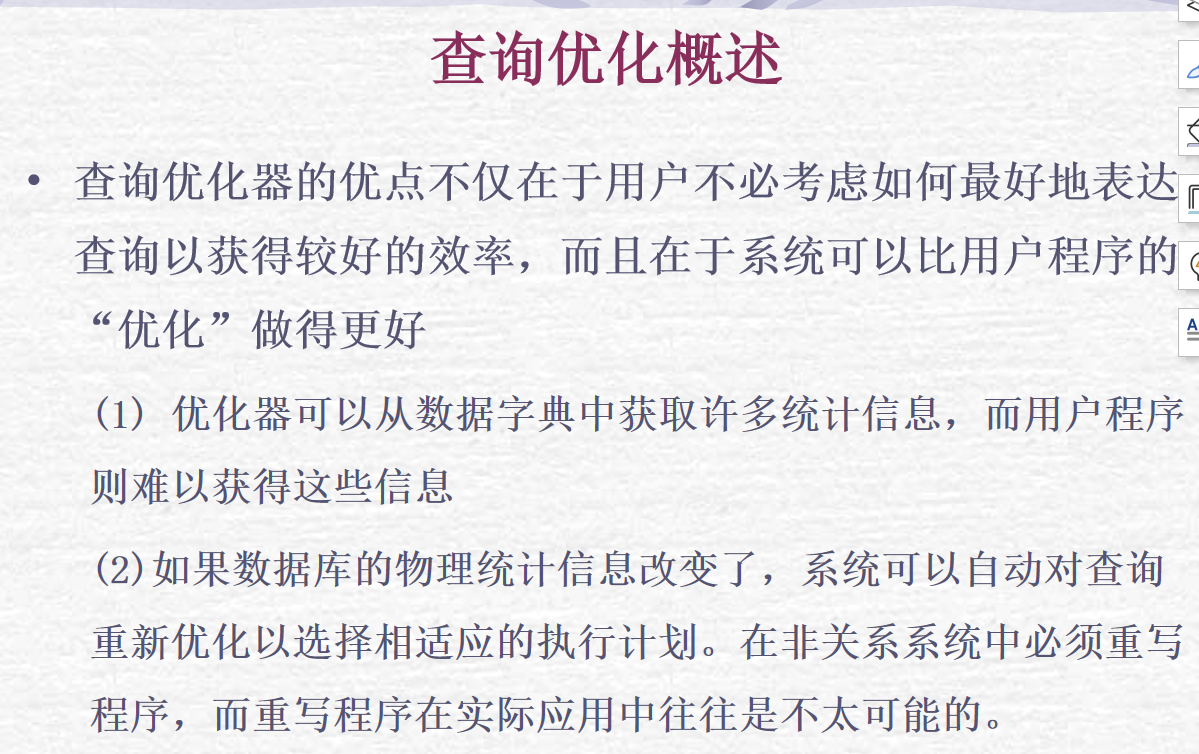 查询优化概述
• 查询优化器的优点不仅在于用户不必考虑如何最好地表达
查询以获得较好的效率，而且在于系统可以比用户程序的
“优化”做得更好
(1) 优化器可以从数据字典中获取许多统计信息，而用户程序
则难以获得这些信息
(2)如果数据库的物理统计信息改变了，系统可以自动对查询
重新优化以选择相适应的执行计划。在非关系系统中必须重写
程序，而重写程序在实际应用中往往是不太可能的。
A